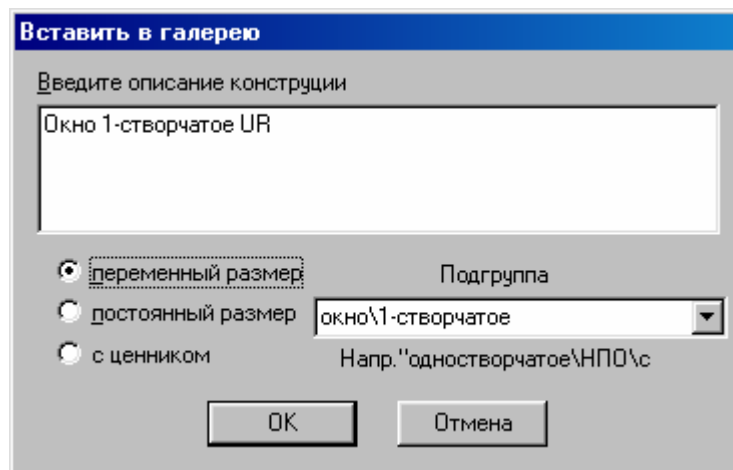 Вставить в галерею
Введите описание конструции
Окно 1-створчатое UR
переменный размер
Подгруппа
постоянный размер
окно\1-створчатое
с ценником
Напр."одностворчатое\НПО\с
OK
Отмена